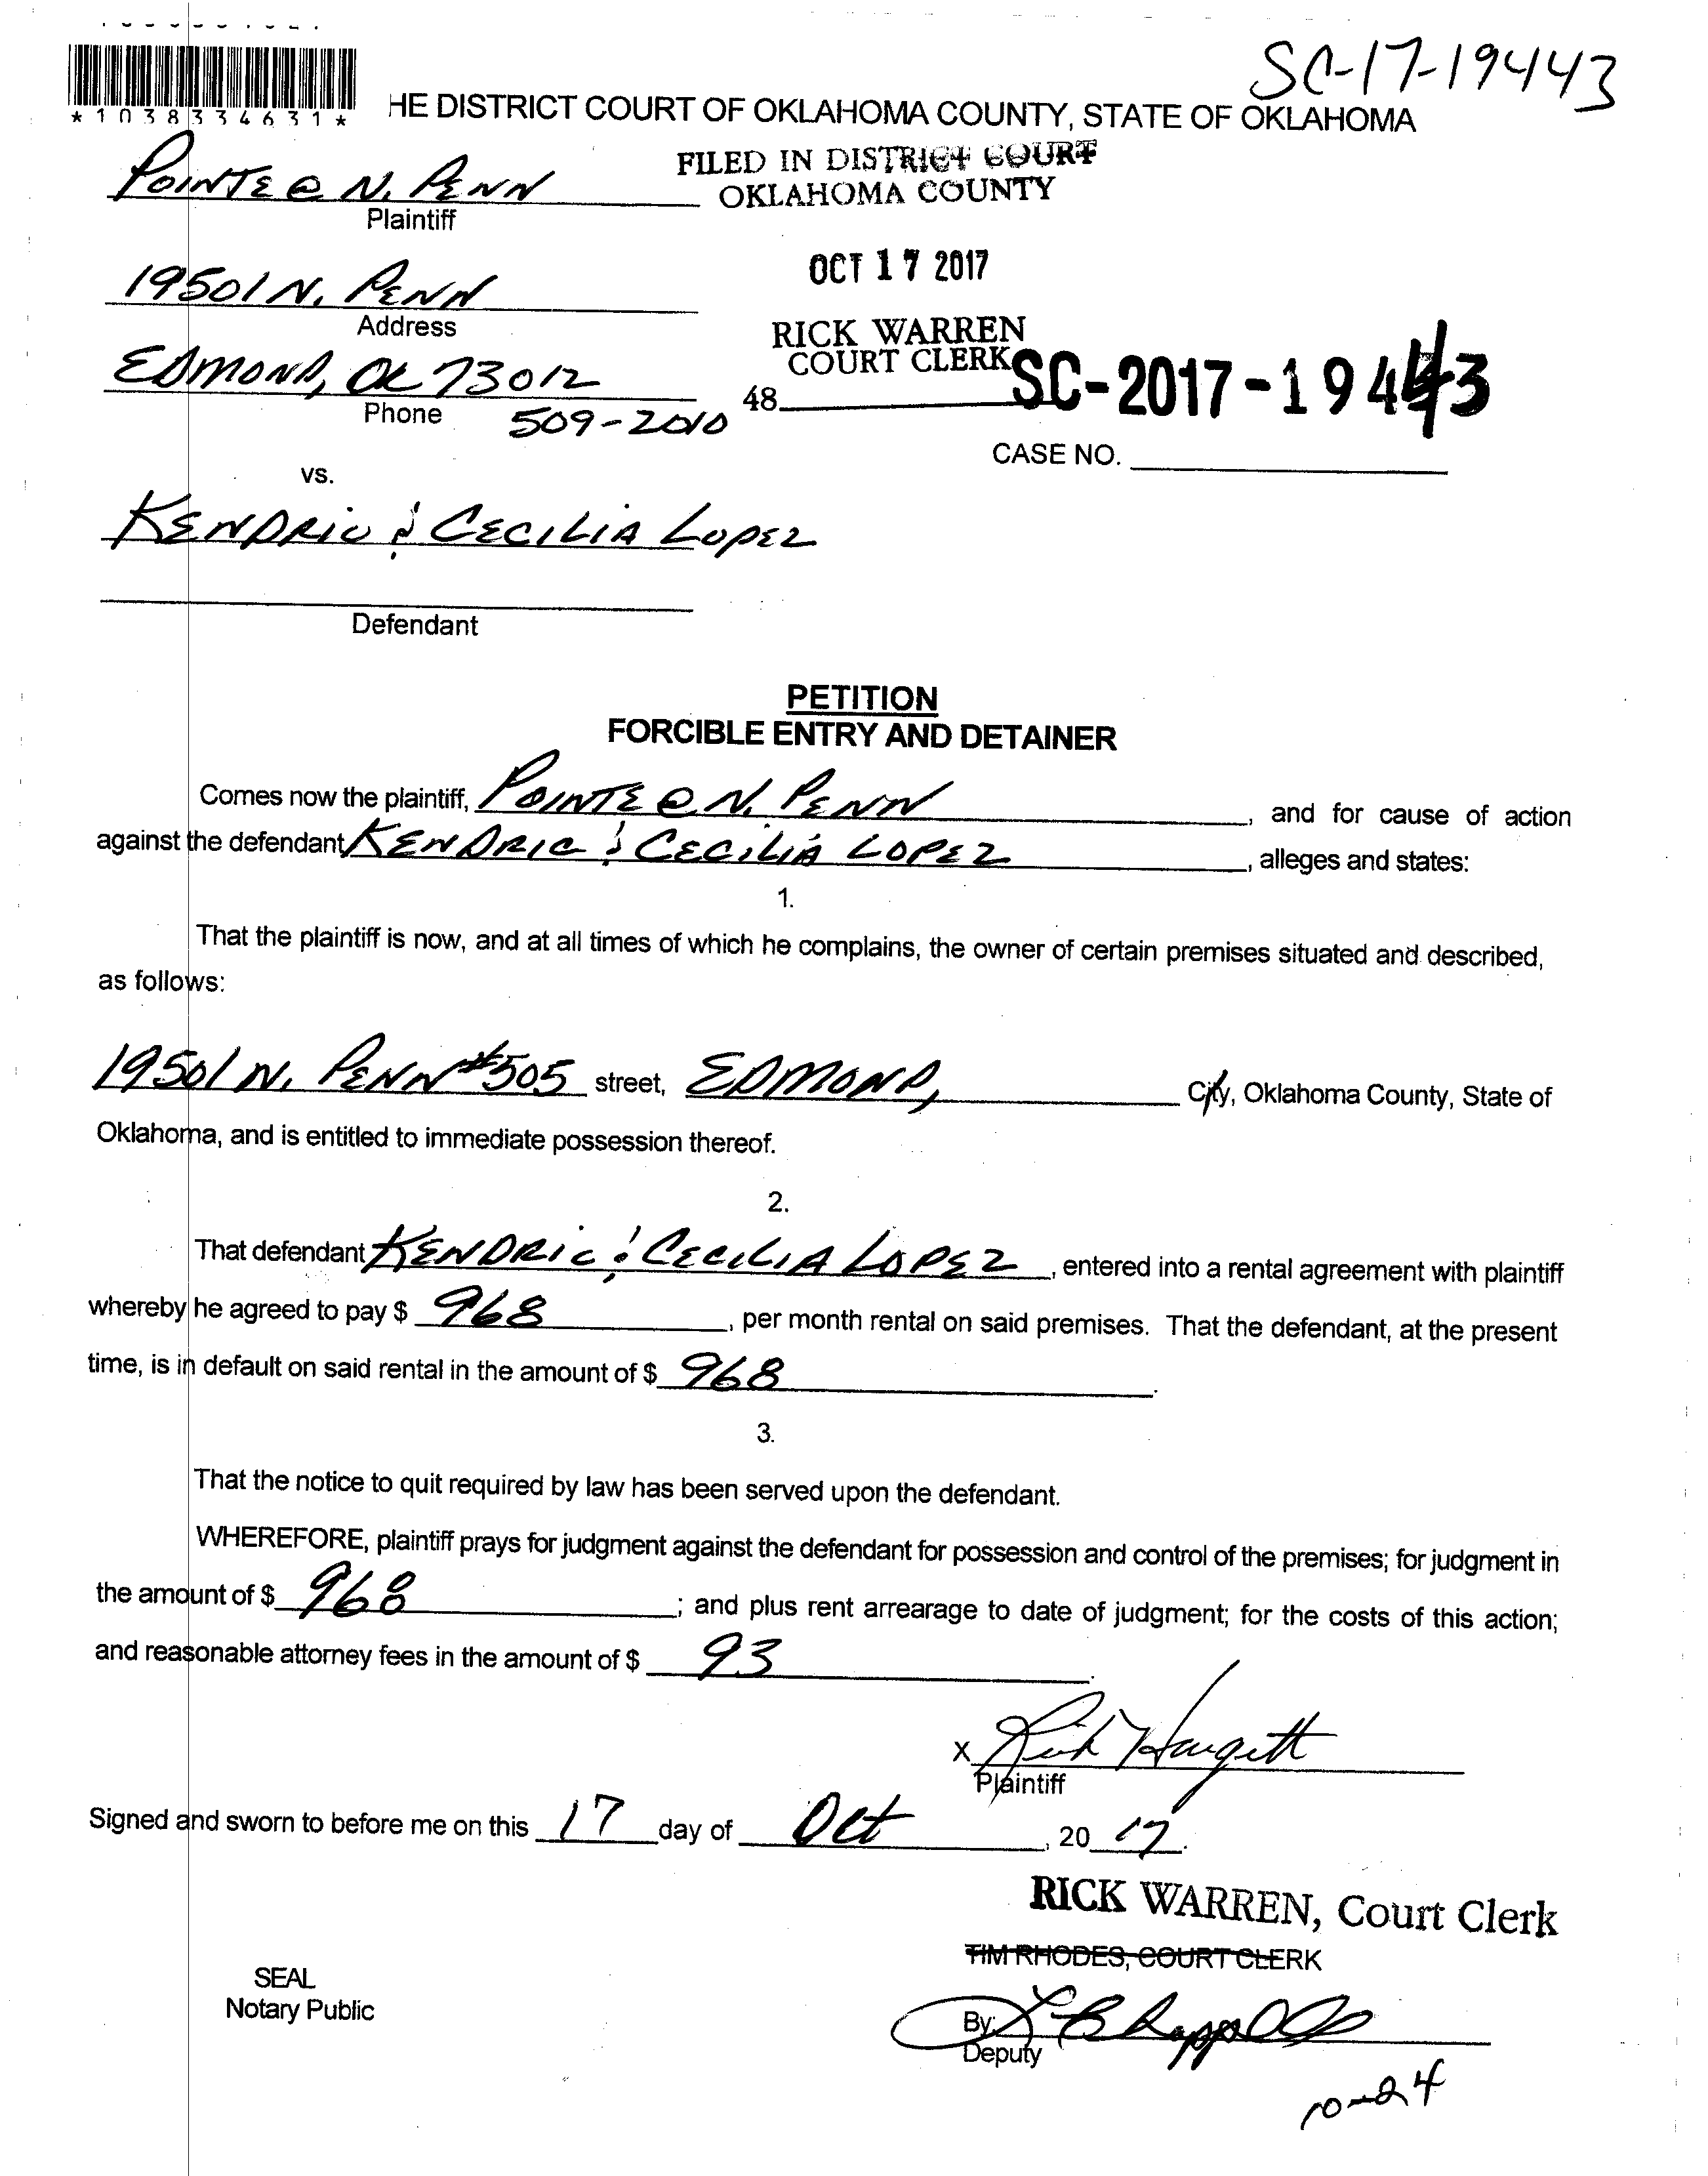 SC-17-19443
*1038334631*
HE DISTRICT COURT OF OKLAHOMA COUNTY, STATE OF OKLAHOMA
POINTE @ N. PENN
Plaintiff
FILED IN DISTRICT COURT
OKLAHOMA COUNTY
19501 N. PENN
Address
OCT 17 2017
EDMOND, OK 73012
Phone 509-2010
RICK WARREN
COURT CLERK
48
SC-2017-19443
CASE NO.
vs.
KENDRIC & CECILIA LOPEZ
Defendant
PETITION
FORCIBLE ENTRY AND DETAINER
Comes now the plaintiff, POINTE @ N. PENN, and for cause of action
against the defendant KENDRIC & CECILIA LOPEZ, alleges and states:
1.
That the plaintiff is now, and at all times of which he complains, the owner of certain premises situated and described,
as follows:
19501 N. PENN #505 street, EDMOND, City, Oklahoma County, State of
Oklahoma, and is entitled to immediate possession thereof.
2.
That defendant KENDRIC & CECILIA LOPEZ, entered into a rental agreement with plaintiff
whereby he agreed to pay $ 968, per month rental on said premises. That the defendant, at the present
time, is in default on said rental in the amount of $ 968.
3.
That the notice to quit required by law has been served upon the defendant.
WHEREFORE, plaintiff prays for judgment against the defendant for possession and control of the premises; for judgment in
the amount of $ 968; and plus rent arrearage to date of judgment; for the costs of this action;
and reasonable attorney fees in the amount of $ 93.
X Rick Hargett
Plaintiff
Signed and sworn to before me on this 17 day of Oct, 2017.
RICK WARREN, Court Clerk
TIM RHODES, COURT CLERK
SEAL
Notary Public
By: L Chappell
Deputy
10-24